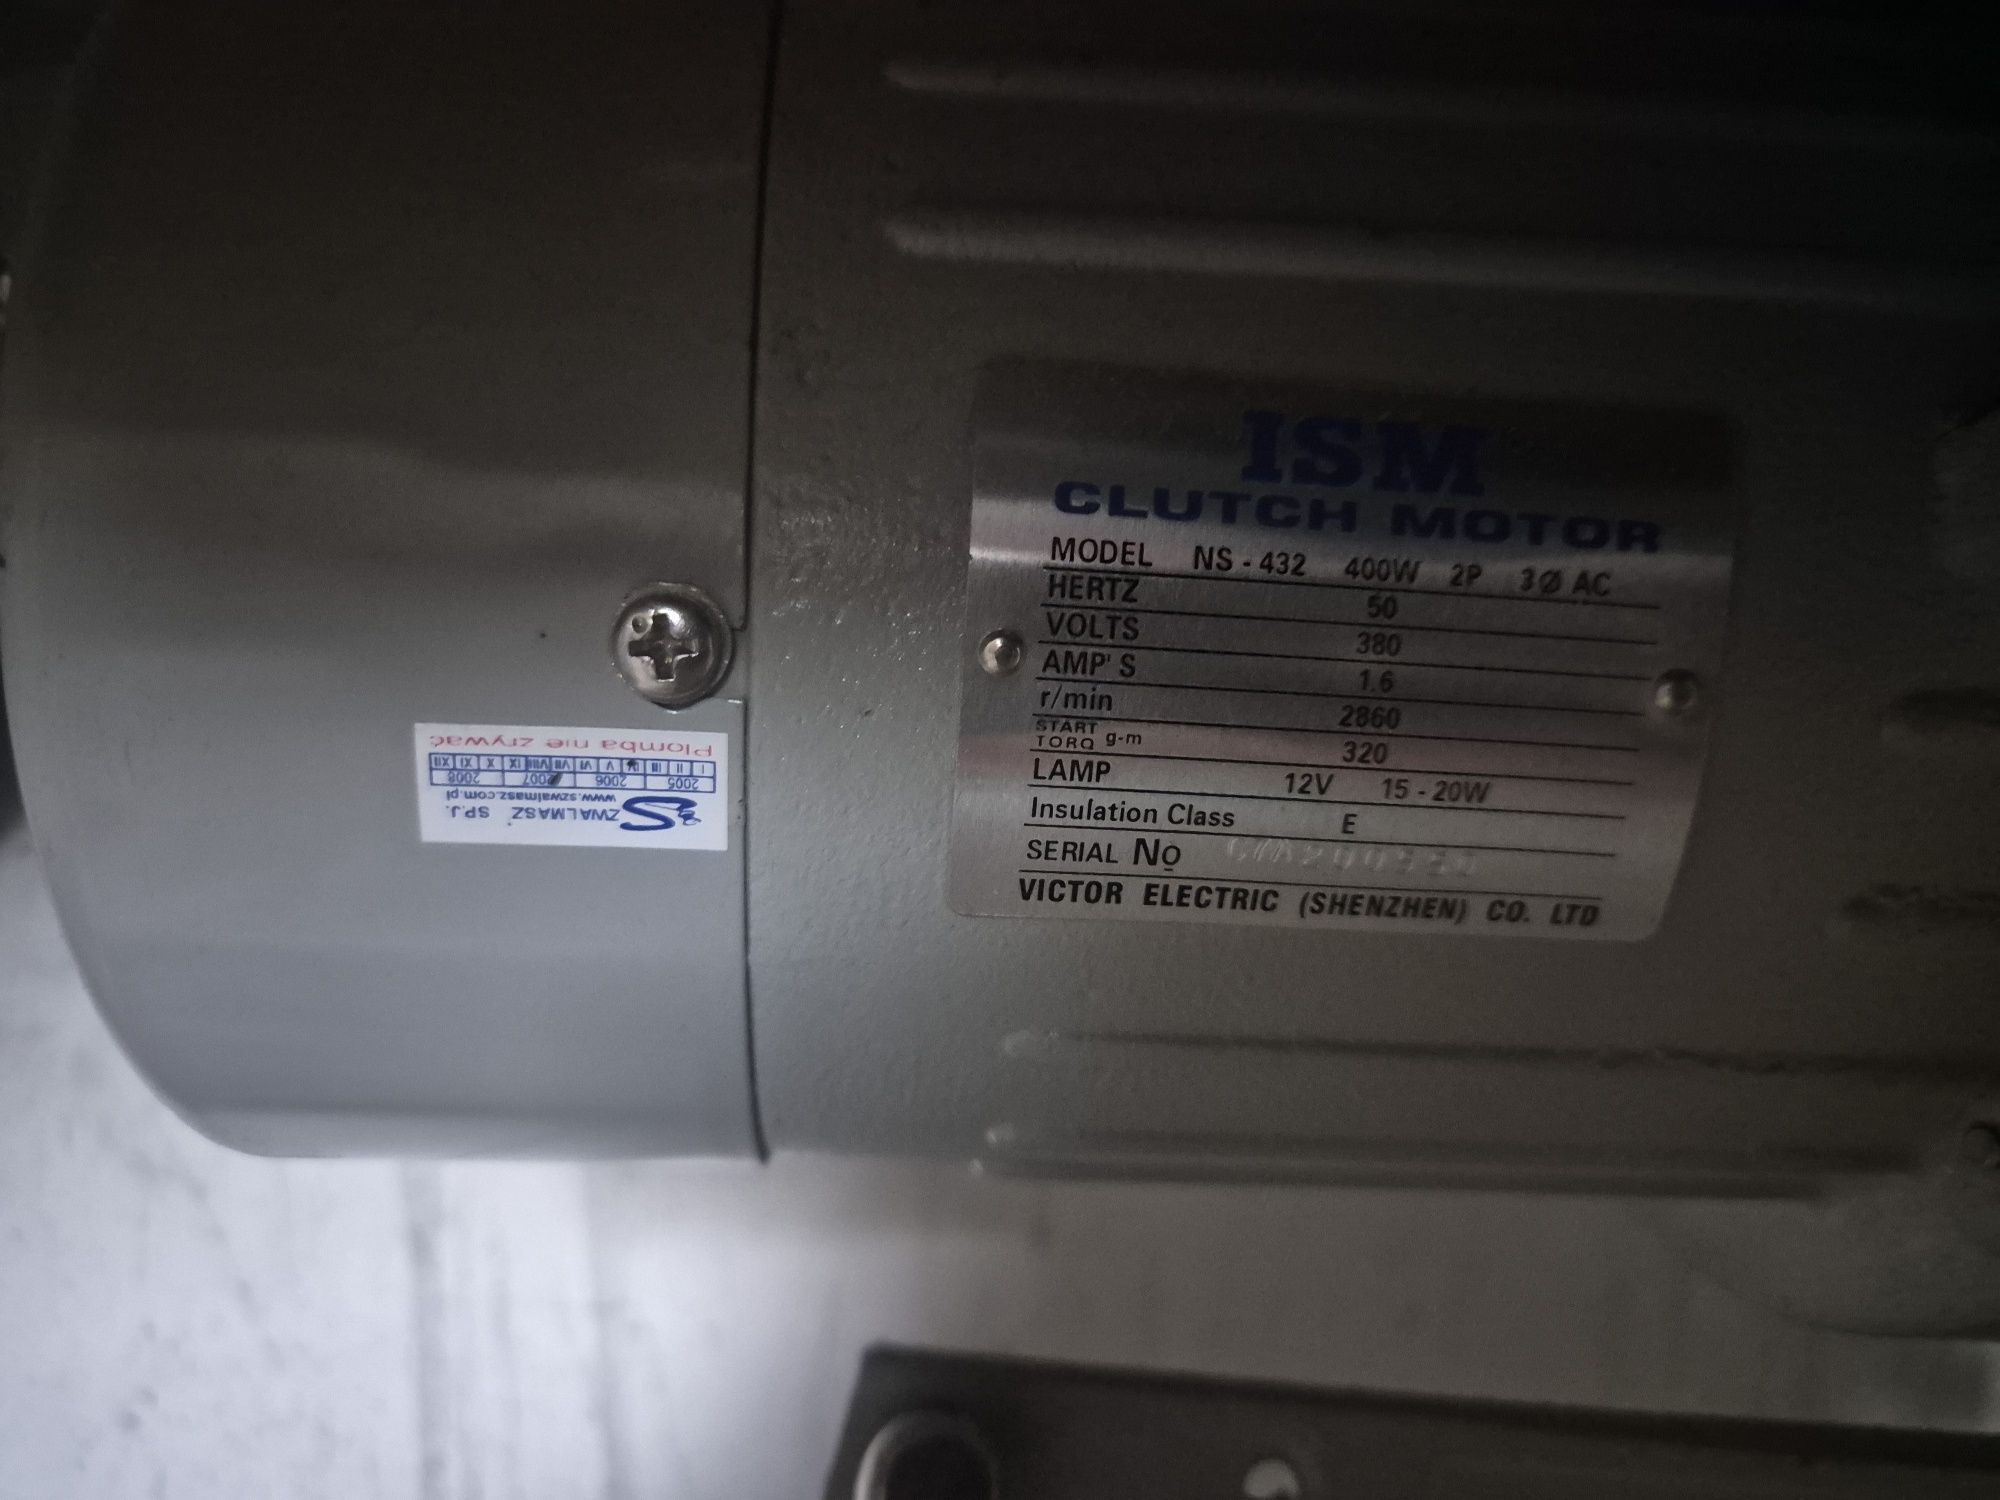 ISM
CLUTCH MOTOR
MODEL NS - 432 400W 2P 3Ø AC
HERTZ 50
VOLTS 380
AMP'S 1.6
r/min 2860
START TORQ g-m 320
LAMP 12V 15 - 20W
Insulation Class E
SERIAL No
VICTOR ELECTRIC (SHENZHEN) CO. LTD
S ZWALMASZ SP.J.
www.szwalmasz.com.pl
2005 2006 2007 2008
I II III IV V VI VII VIII IX X XI XII
Plomba nie zrywać